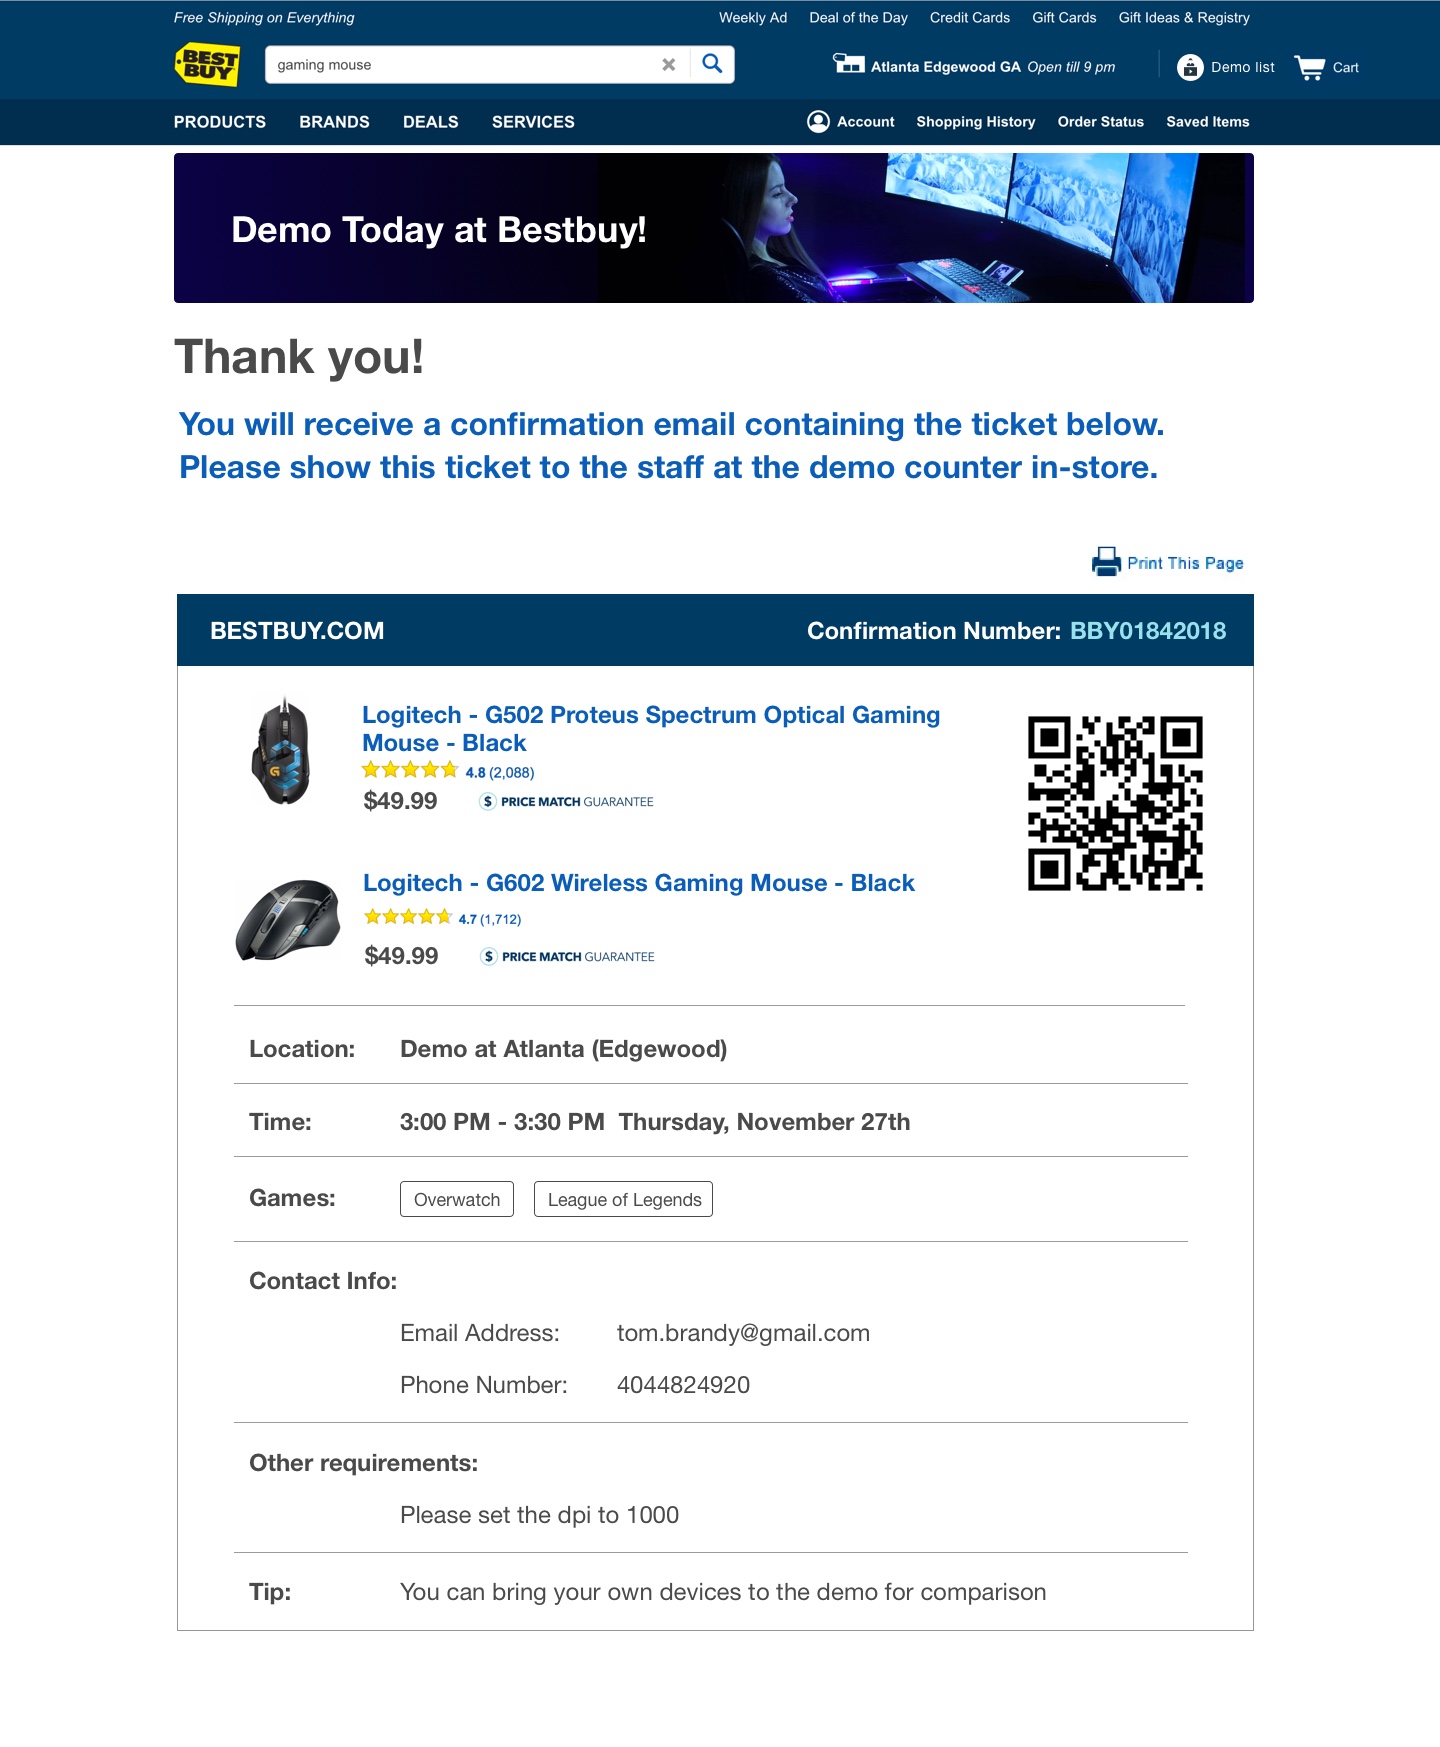 Free Shipping on Everything
Weekly Ad Deal of the Day Credit Cards Gift Cards Gift Ideas & Registry
BEST
BUY
gaming mouse
Atlanta Edgewood GA Open till 9 pm
Demo list
Cart
PRODUCTS BRANDS DEALS SERVICES
Account Shopping History Order Status Saved Items
Demo Today at Bestbuy!
Thank you!
You will receive a confirmation email containing the ticket below.
Please show this ticket to the staff at the demo counter in-store.
Print This Page
BESTBUY.COM
Confirmation Number: BBY01842018
Logitech - G502 Proteus Spectrum Optical Gaming
Mouse - Black
4.8 (2,088)
$49.99 $ PRICE MATCH GUARANTEE
Logitech - G602 Wireless Gaming Mouse - Black
4.7 (1,712)
$49.99 $ PRICE MATCH GUARANTEE
Location: Demo at Atlanta (Edgewood)
Time: 3:00 PM - 3:30 PM Thursday, November 27th
Games: Overwatch League of Legends
Contact Info:
Email Address: tom.brandy@gmail.com
Phone Number: 4044824920
Other requirements:
Please set the dpi to 1000
Tip: You can bring your own devices to the demo for comparison